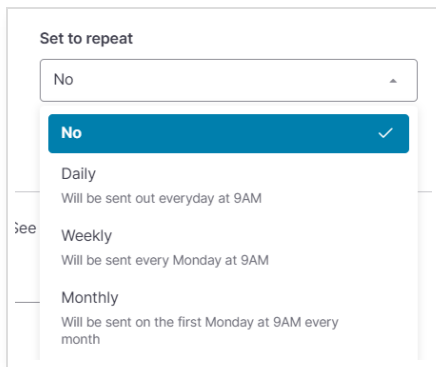 Set to repeat
No
No
Daily
Will be sent out everyday at 9AM
See
Weekly
Will be sent every Monday at 9AM
Monthly
Will be sent on the first Monday at 9AM every
month